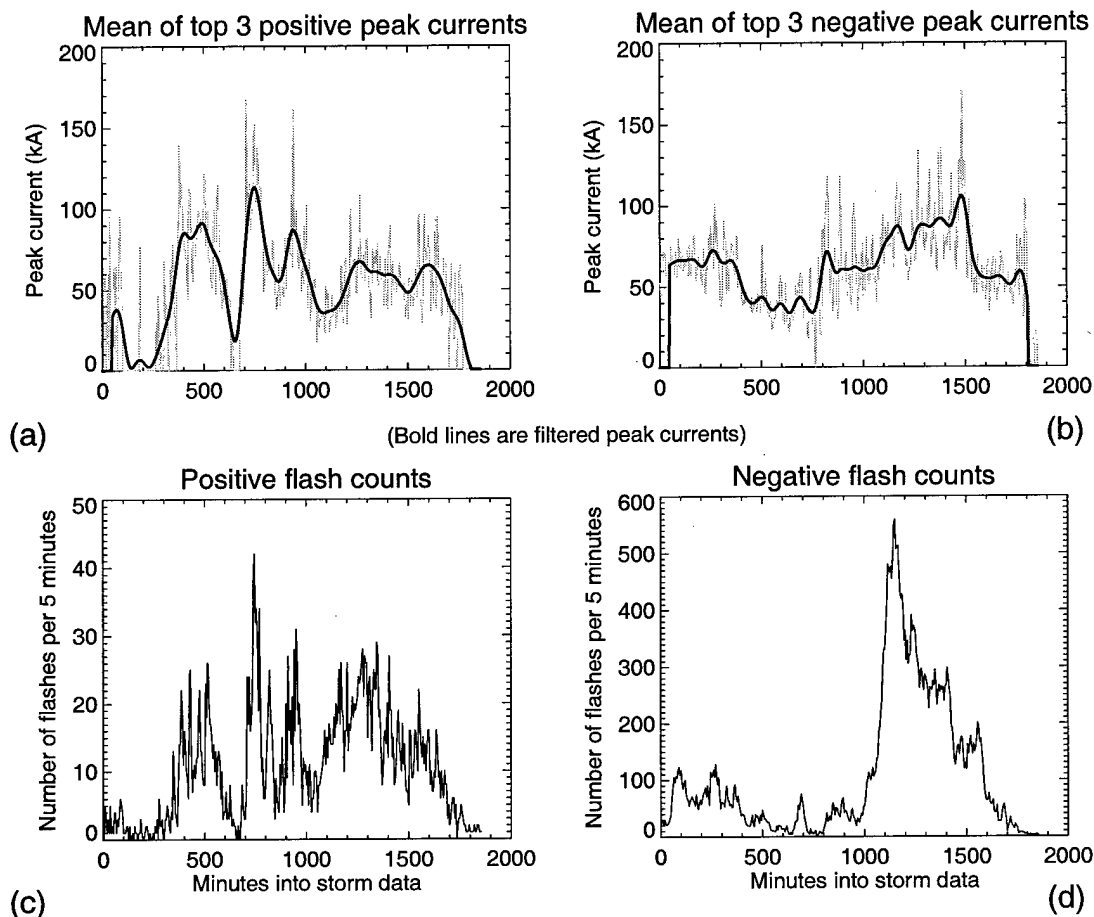 Mean of top 3 positive peak currents
Mean of top 3 negative peak currents
200
150
100
50
0
Peak current (kA)
0 500 1000 1500 2000
200
150
100
50
0
Peak current (kA)
0 500 1000 1500 2000
(a)
(Bold lines are filtered peak currents)
(b)
Positive flash counts
Negative flash counts
50
40
30
20
10
0
Number of flashes per 5 minutes
0 500 1000 1500 2000
Minutes into storm data
600
500
400
300
200
100
0
Number of flashes per 5 minutes
0 500 1000 1500 2000
Minutes into storm data
(c)
(d)